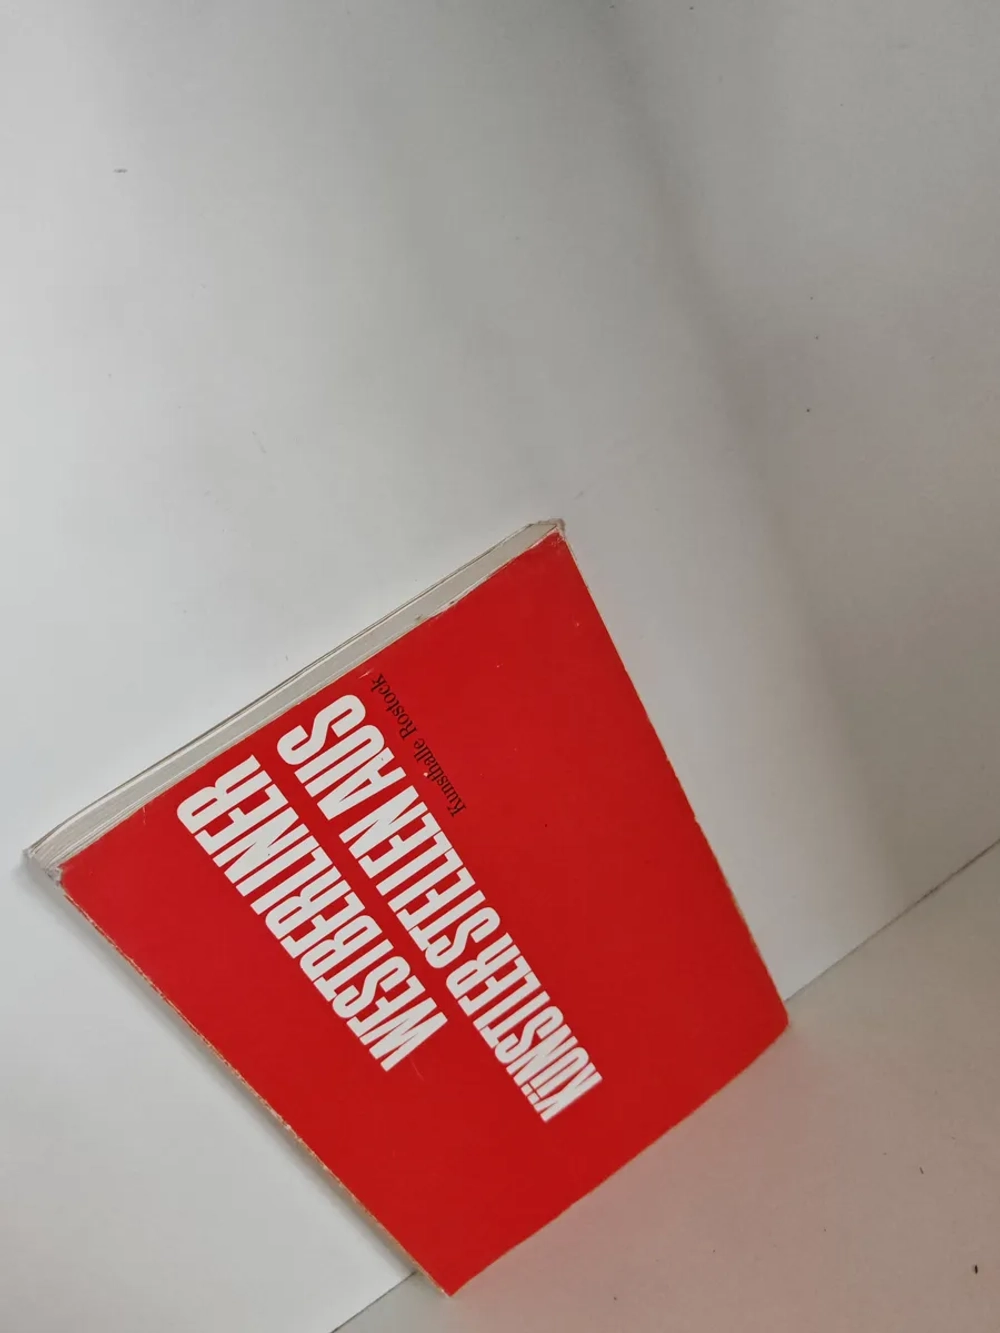 WESTBERLINER
KÜNSTLER STELLEN AUS
Kunsthalle Rostock